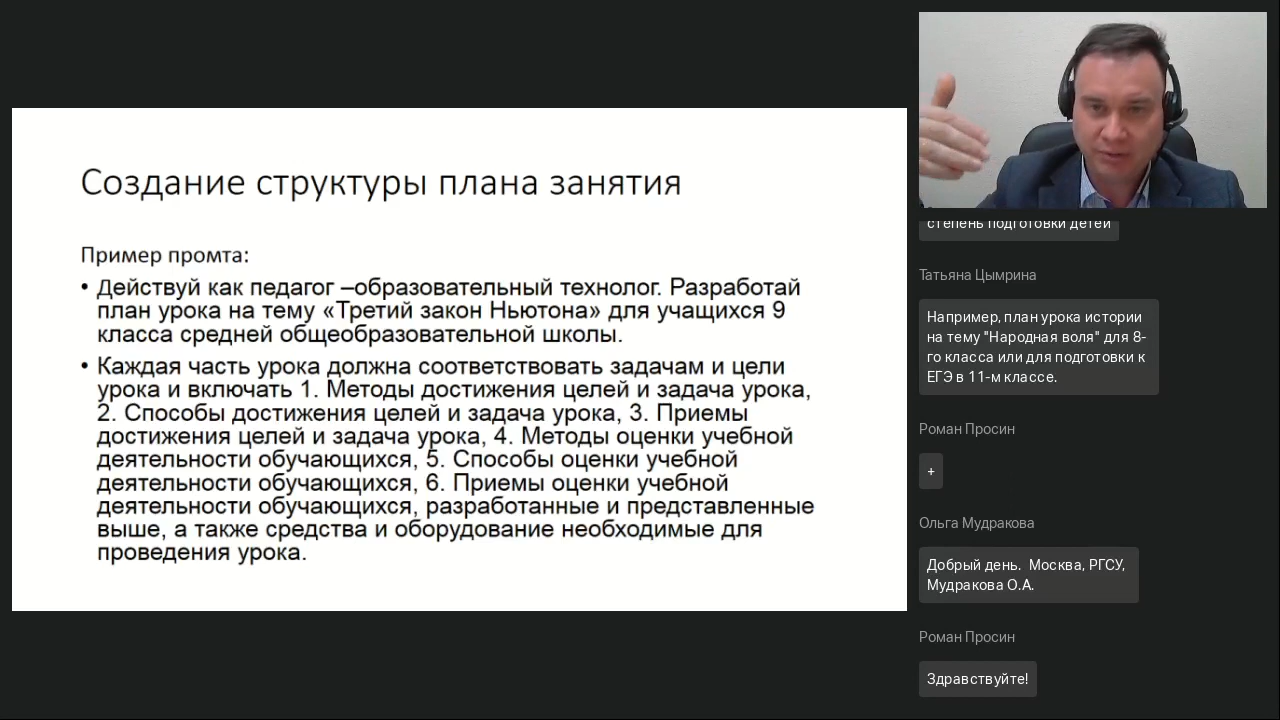 Создание структуры плана занятия
Пример промта:
• Действуй как педагог –образовательный технолог. Разработай
план урока на тему «Третий закон Ньютона» для учащихся 9
класса средней общеобразовательной школы.
• Каждая часть урока должна соответствовать задачам и цели
урока и включать 1. Методы достижения целей и задача урока,
2. Способы достижения целей и задача урока, 3. Приемы
достижения целей и задача урока, 4. Методы оценки учебной
деятельности обучающихся, 5. Способы оценки учебной
деятельности обучающихся, 6. Приемы оценки учебной
деятельности обучающихся, разработанные и представленные
выше, а также средства и оборудование необходимые для
проведения урока.
степень подготовки детей
Татьяна Цымрина
Например, план урока истории
на тему "Народная воля" для 8-
го класса или для подготовки к
ЕГЭ в 11-м классе.
Роман Просин
+
Ольга Мудракова
Добрый день. Москва, РГСУ,
Мудракова О.А.
Роман Просин
Здравствуйте!